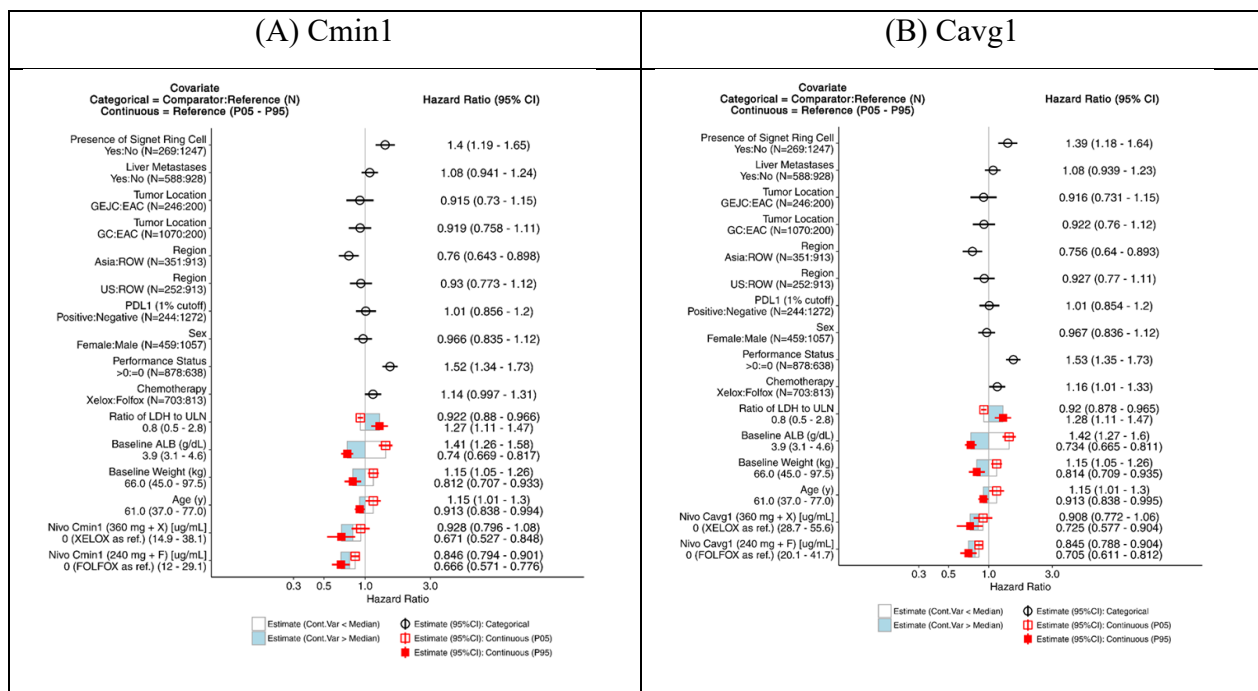 (A) Cmin1
Covariate
Categorical = Comparator:Reference (N)
Continuous = Reference (P05 - P95)
Hazard Ratio (95% CI)
Presence of Signet Ring Cell
Yes:No (N=269:1247)
1.4 (1.19 - 1.65)
Liver Metastases
Yes:No (N=588:928)
1.08 (0.941 - 1.24)
Tumor Location
GEJC:EAC (N=246:200)
0.915 (0.73 - 1.15)
Tumor Location
GC:EAC (N=1070:200)
0.919 (0.758 - 1.11)
Region
Asia:ROW (N=351:913)
0.76 (0.643 - 0.898)
Region
US:ROW (N=252:913)
0.93 (0.773 - 1.12)
PDL1 (1% cutoff)
Positive:Negative (N=244:1272)
1.01 (0.856 - 1.2)
Sex
Female:Male (N=459:1057)
0.966 (0.835 - 1.12)
Performance Status
>0:=0 (N=878:638)
1.52 (1.34 - 1.73)
Chemotherapy
Xelox:Folfox (N=703:813)
1.14 (0.997 - 1.31)
Ratio of LDH to ULN
0.8 (0.5 - 2.8)
0.922 (0.88 - 0.966)
1.27 (1.11 - 1.47)
Baseline ALB (g/dL)
3.9 (3.1 - 4.6)
1.41 (1.26 - 1.58)
0.74 (0.669 - 0.817)
Baseline Weight (kg)
66.0 (45.0 - 97.5)
1.15 (1.05 - 1.26)
0.812 (0.707 - 0.933)
Age (y)
61.0 (37.0 - 77.0)
1.15 (1.01 - 1.3)
0.913 (0.838 - 0.994)
Nivo Cmin1 (360 mg + X) [ug/mL]
0 (XELOX as ref.) (14.9 - 38.1)
0.928 (0.796 - 1.08)
0.671 (0.527 - 0.848)
Nivo Cmin1 (240 mg + F) [ug/mL]
0 (FOLFOX as ref.) (12 - 29.1)
0.846 (0.794 - 0.901)
0.666 (0.571 - 0.776)
0.3 0.5 1.0 3.0
Hazard Ratio
Estimate (Cont.Var < Median)
Estimate (Cont.Var > Median)
Estimate (95%CI): Categorical
Estimate (95%CI): Continuous (P05)
Estimate (95%CI): Continuous (P95)
(B) Cavg1
Covariate
Categorical = Comparator:Reference (N)
Continuous = Reference (P05 - P95)
Hazard Ratio (95% CI)
Presence of Signet Ring Cell
Yes:No (N=269:1247)
1.39 (1.18 - 1.64)
Liver Metastases
Yes:No (N=588:928)
1.08 (0.939 - 1.23)
Tumor Location
GEJC:EAC (N=246:200)
0.916 (0.731 - 1.15)
Tumor Location
GC:EAC (N=1070:200)
0.922 (0.76 - 1.12)
Region
Asia:ROW (N=351:913)
0.756 (0.64 - 0.893)
Region
US:ROW (N=252:913)
0.927 (0.77 - 1.11)
PDL1 (1% cutoff)
Positive:Negative (N=244:1272)
1.01 (0.854 - 1.2)
Sex
Female:Male (N=459:1057)
0.967 (0.836 - 1.12)
Performance Status
>0:=0 (N=878:638)
1.53 (1.35 - 1.73)
Chemotherapy
Xelox:Folfox (N=703:813)
1.16 (1.01 - 1.33)
Ratio of LDH to ULN
0.8 (0.5 - 2.8)
0.92 (0.878 - 0.965)
1.28 (1.11 - 1.47)
Baseline ALB (g/dL)
3.9 (3.1 - 4.6)
1.42 (1.27 - 1.6)
0.734 (0.665 - 0.811)
Baseline Weight (kg)
66.0 (45.0 - 97.5)
1.15 (1.05 - 1.26)
0.814 (0.709 - 0.935)
Age (y)
61.0 (37.0 - 77.0)
1.15 (1.01 - 1.3)
0.913 (0.838 - 0.995)
Nivo Cavg1 (360 mg + X) [ug/mL]
0 (XELOX as ref.) (28.7 - 55.6)
0.908 (0.772 - 1.06)
0.725 (0.577 - 0.904)
Nivo Cavg1 (240 mg + F) [ug/mL]
0 (FOLFOX as ref.) (20.1 - 41.7)
0.845 (0.788 - 0.904)
0.705 (0.611 - 0.812)
0.3 0.5 1.0 3.0
Hazard Ratio
Estimate (Cont.Var < Median)
Estimate (Cont.Var > Median)
Estimate (95%CI): Categorical
Estimate (95%CI): Continuous (P05)
Estimate (95%CI): Continuous (P95)